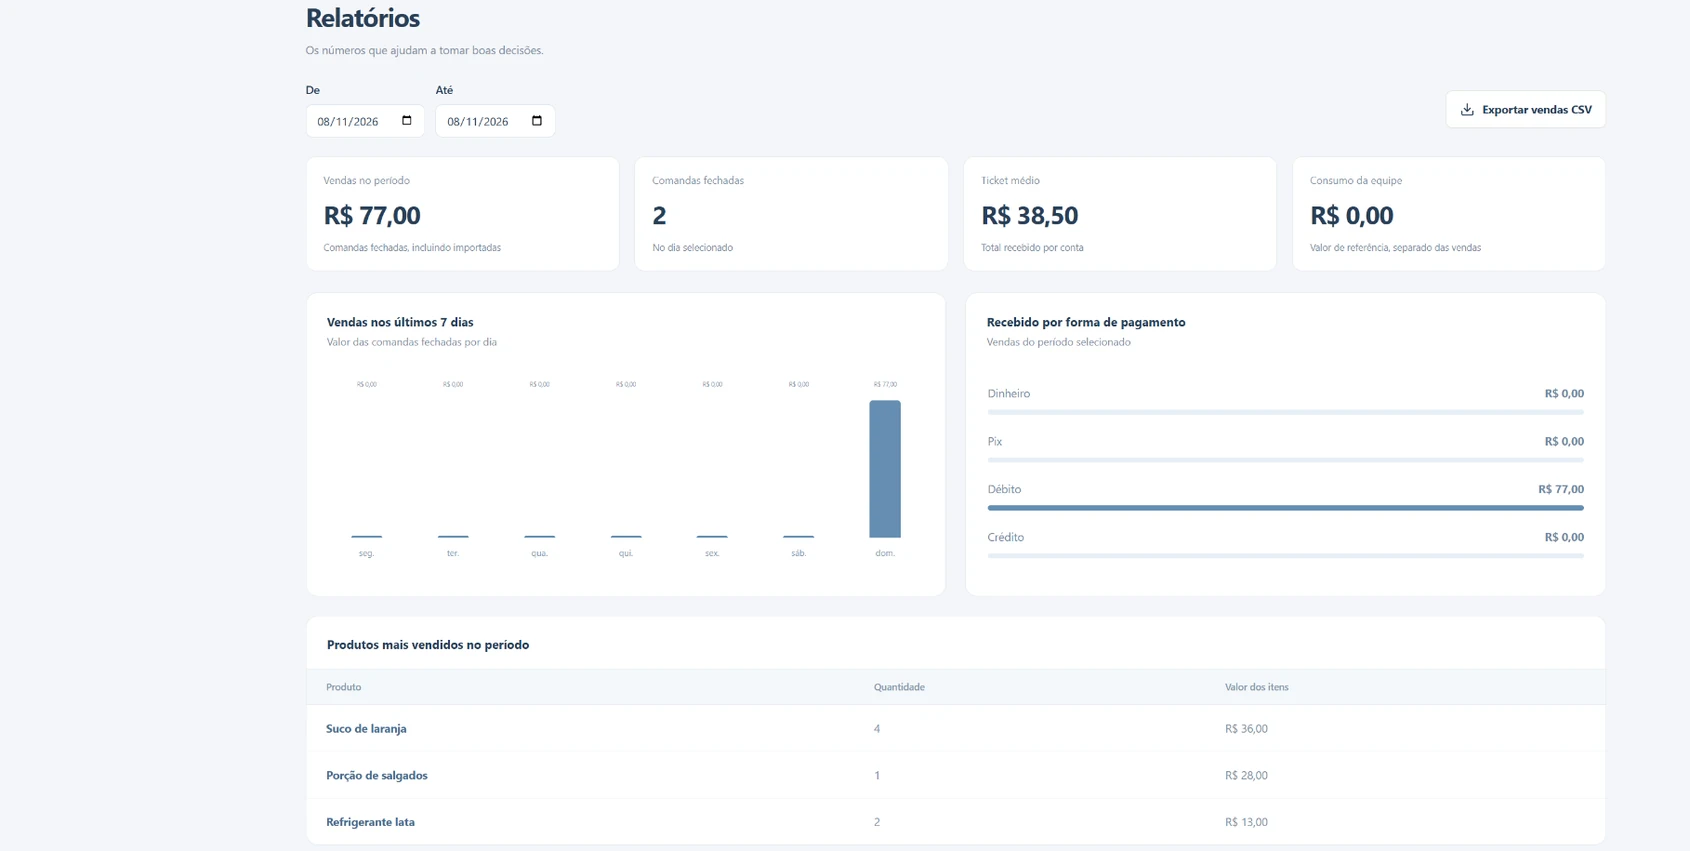 Relatórios
Os números que ajudam a tomar boas decisões.
De
Até
08/11/2026
08/11/2026
Exportar vendas CSV
Vendas no período
R$ 77,00
Comandas fechadas, incluindo importadas
Comandas fechadas
2
No dia selecionado
Ticket médio
R$ 38,50
Total recebido por conta
Consumo da equipe
R$ 0,00
Valor de referência, separado das vendas
Vendas nos últimos 7 dias
Valor das comandas fechadas por dia
R$ 0,00 R$ 0,00 R$ 0,00 R$ 0,00 R$ 0,00 R$ 0,00 R$ 77,00
seg. ter. qua. qui. sex. sáb. dom.
Recebido por forma de pagamento
Vendas do período selecionado
Dinheiro R$ 0,00
Pix R$ 0,00
Débito R$ 77,00
Crédito R$ 0,00
Produtos mais vendidos no período
Produto Quantidade Valor dos itens
Suco de laranja 4 R$ 36,00
Porção de salgados 1 R$ 28,00
Refrigerante lata 2 R$ 13,00